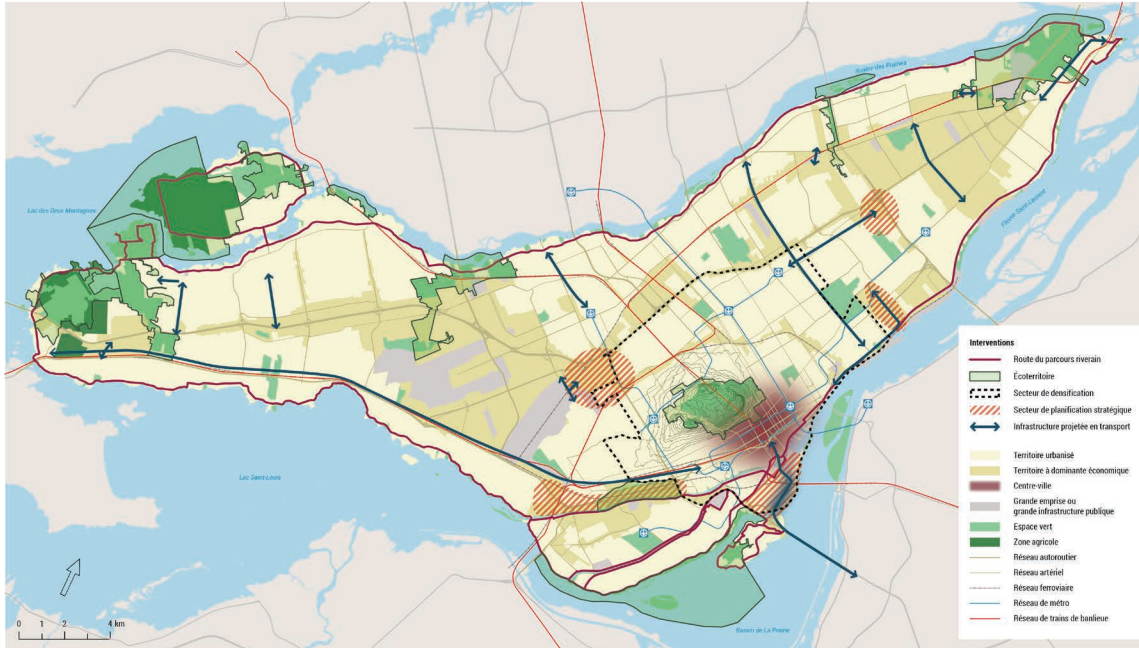 Rivière des Prairies
Lac des Deux Montagnes
Fleuve Saint-Laurent
Lac Saint-Louis
Bassin de La Prairie
0 1 2 4 km
Interventions
Route du parcours riverain
Écoterritoire
Secteur de densification
Secteur de planification stratégique
Infrastructure projetée en transport
Territoire urbanisé
Territoire à dominante économique
Centre-ville
Grande emprise ou
grande infrastructure publique
Espace vert
Zone agricole
Réseau autoroutier
Réseau artériel
Réseau ferroviaire
Réseau de métro
Réseau de trains de banlieue